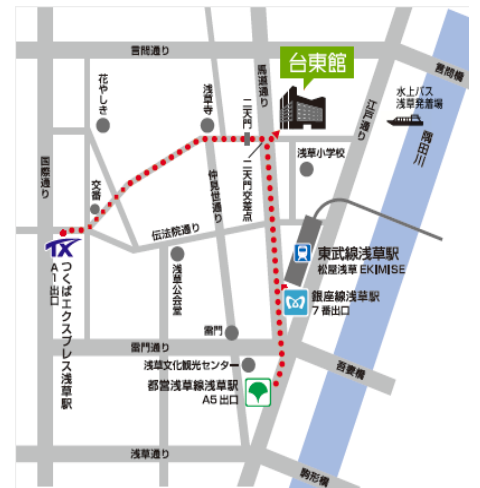 言問通り
台東館
言問橋
花やしき
浅草寺
二天門
馬道通り
江戸通り
水上バス
浅草発着場
隅田川
国際通り
交番
仲見世通り
二天門交差点
浅草小学校
伝法院通り
TX
A1出口
つくばエクスプレス浅草駅
浅草公会堂
東武線浅草駅
松屋浅草 EKIMISE
銀座線浅草駅
7番出口
雷門
雷門通り
浅草文化観光センター
吾妻橋
都営浅草線浅草駅
A5出口
浅草通り
駒形橋